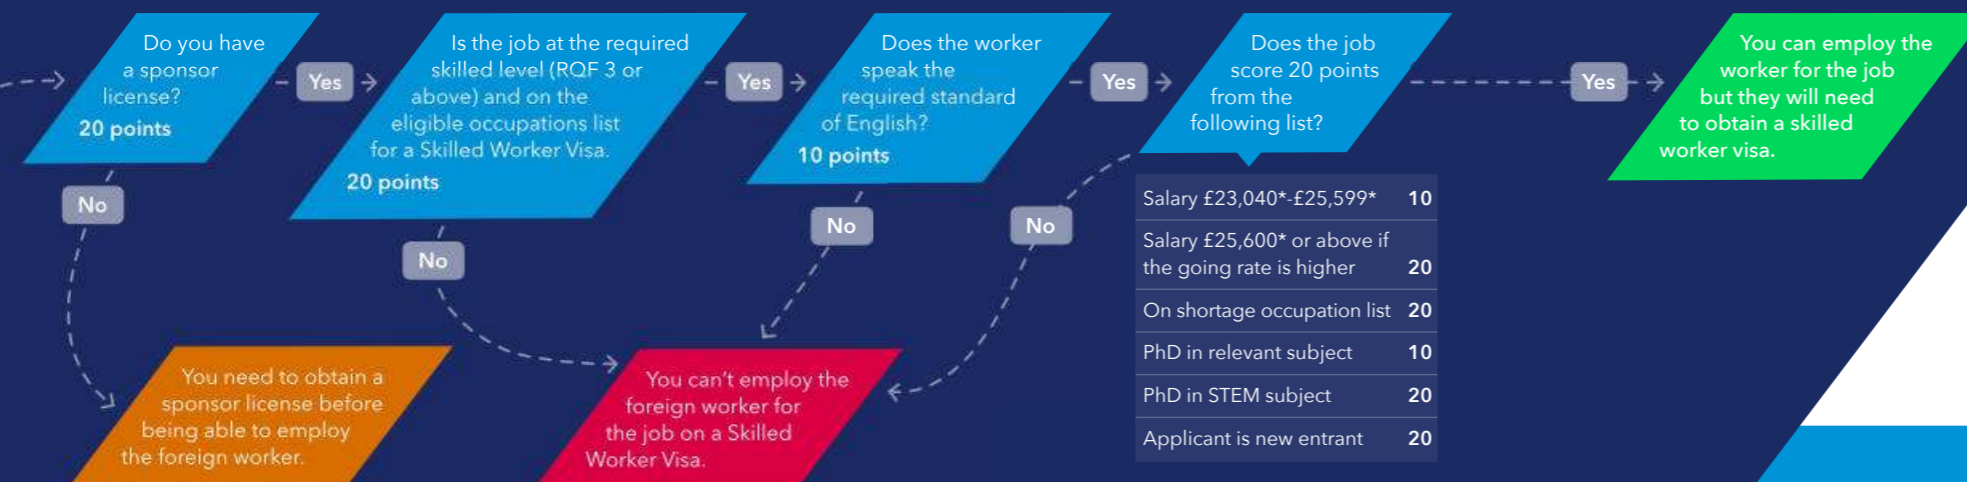 Do you have
a sponsor
license?
20 points
Yes
No
Is the job at the required
skilled level (RQF 3 or
above) and on the
eligible occupations list
for a Skilled Worker Visa.
20 points
Yes
No
Does the worker
speak the
required standard
of English?
10 points
Yes
No
Does the job
score 20 points
from the
following list?
Yes
No
Salary £23,040*-£25,599* 10
Salary £25,600* or above if
the going rate is higher 20
On shortage occupation list 20
PhD in relevant subject 10
PhD in STEM subject 20
Applicant is new entrant 20
You can employ the
worker for the job
but they will need
to obtain a skilled
worker visa.
You need to obtain a
sponsor license before
being able to employ
the foreign worker.
You can't employ the
foreign worker for
the job on a Skilled
Worker Visa.